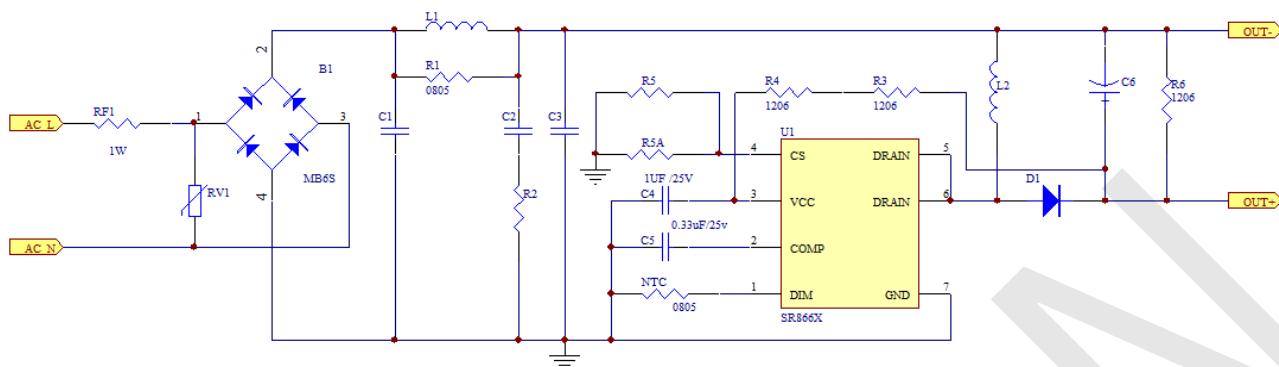 L1
OUT-
2
B1
R1
0805
R5
R4
1206
R3
1206
L2
C6
R6
1206
AC_L
RF1
1W
1
3
C1
C2
C3
U1
R5A
4
CS
DRAIN
5
MB6S
4
RV1
R2
1UF /25V
C4
3
VCC
DRAIN
6
D1
OUT+
0.33uF/25v
AC_N
C5
2
COMP
NTC
0805
1
DIM
GND
7
SR866X